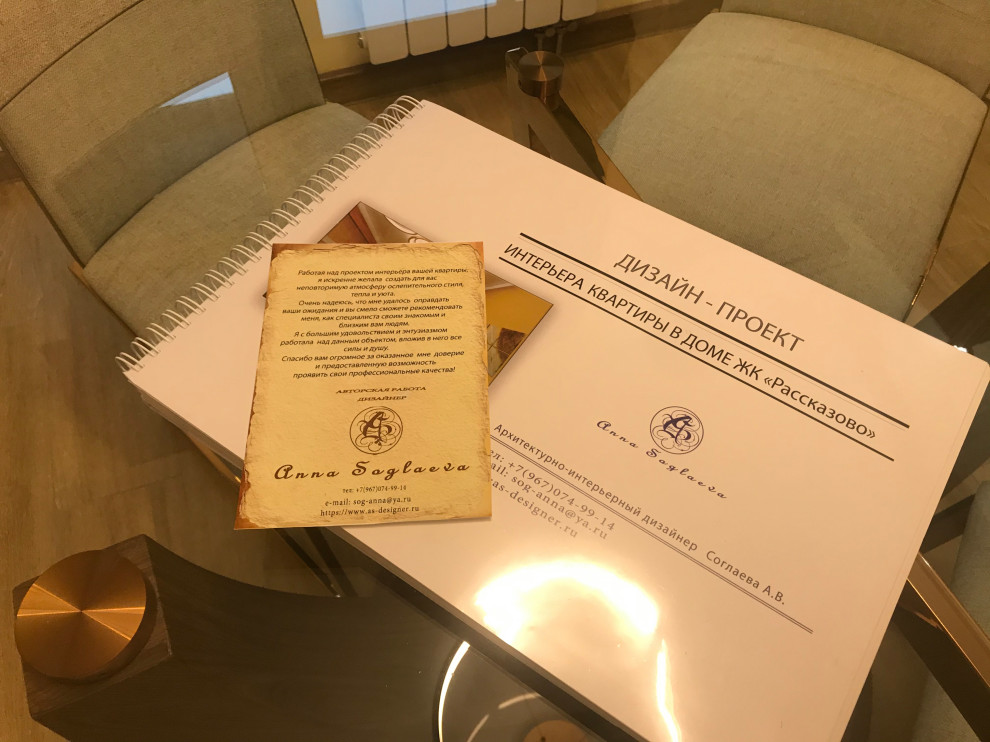 Работай над проектом интерьера вашей квартиры.
я искренне желала создать для вас
неповторимую атмосферу ослепительного стиля,
тепла и уюта.
Очень надеюсь, что мне удалось оправдать
ваши ожидания и вы смело сможете рекомендовать
меня, как специалиста своим знакомым и
близким вам людям.
Я с большим удовольствием и энтузиазмом
работала над данным объектом, вложив в него все
силы и душу.
Спасибо вам огромное за оказанное мне доверие
и предоставленную возможность
проявить свои профессиональные качества!
АВТОРСКАЯ РАБОТА
ДИЗАЙНЕР
Anna Soglaeva
тел: +7(967)074-99-14
e-mail: sog-anna@ya.ru
https://www.as-designer.ru
ДИЗАЙН - ПРОЕКТ
ИНТЕРЬЕРА КВАРТИРЫ В ДОМЕ ЖК «Рассказово»
Anna Soglaeva
Архитектурно-интерьерный дизайнер Соглаева А.В.
тел: +7(967)074-99-14
mail: sog-anna@ya.ru
as-designer.ru